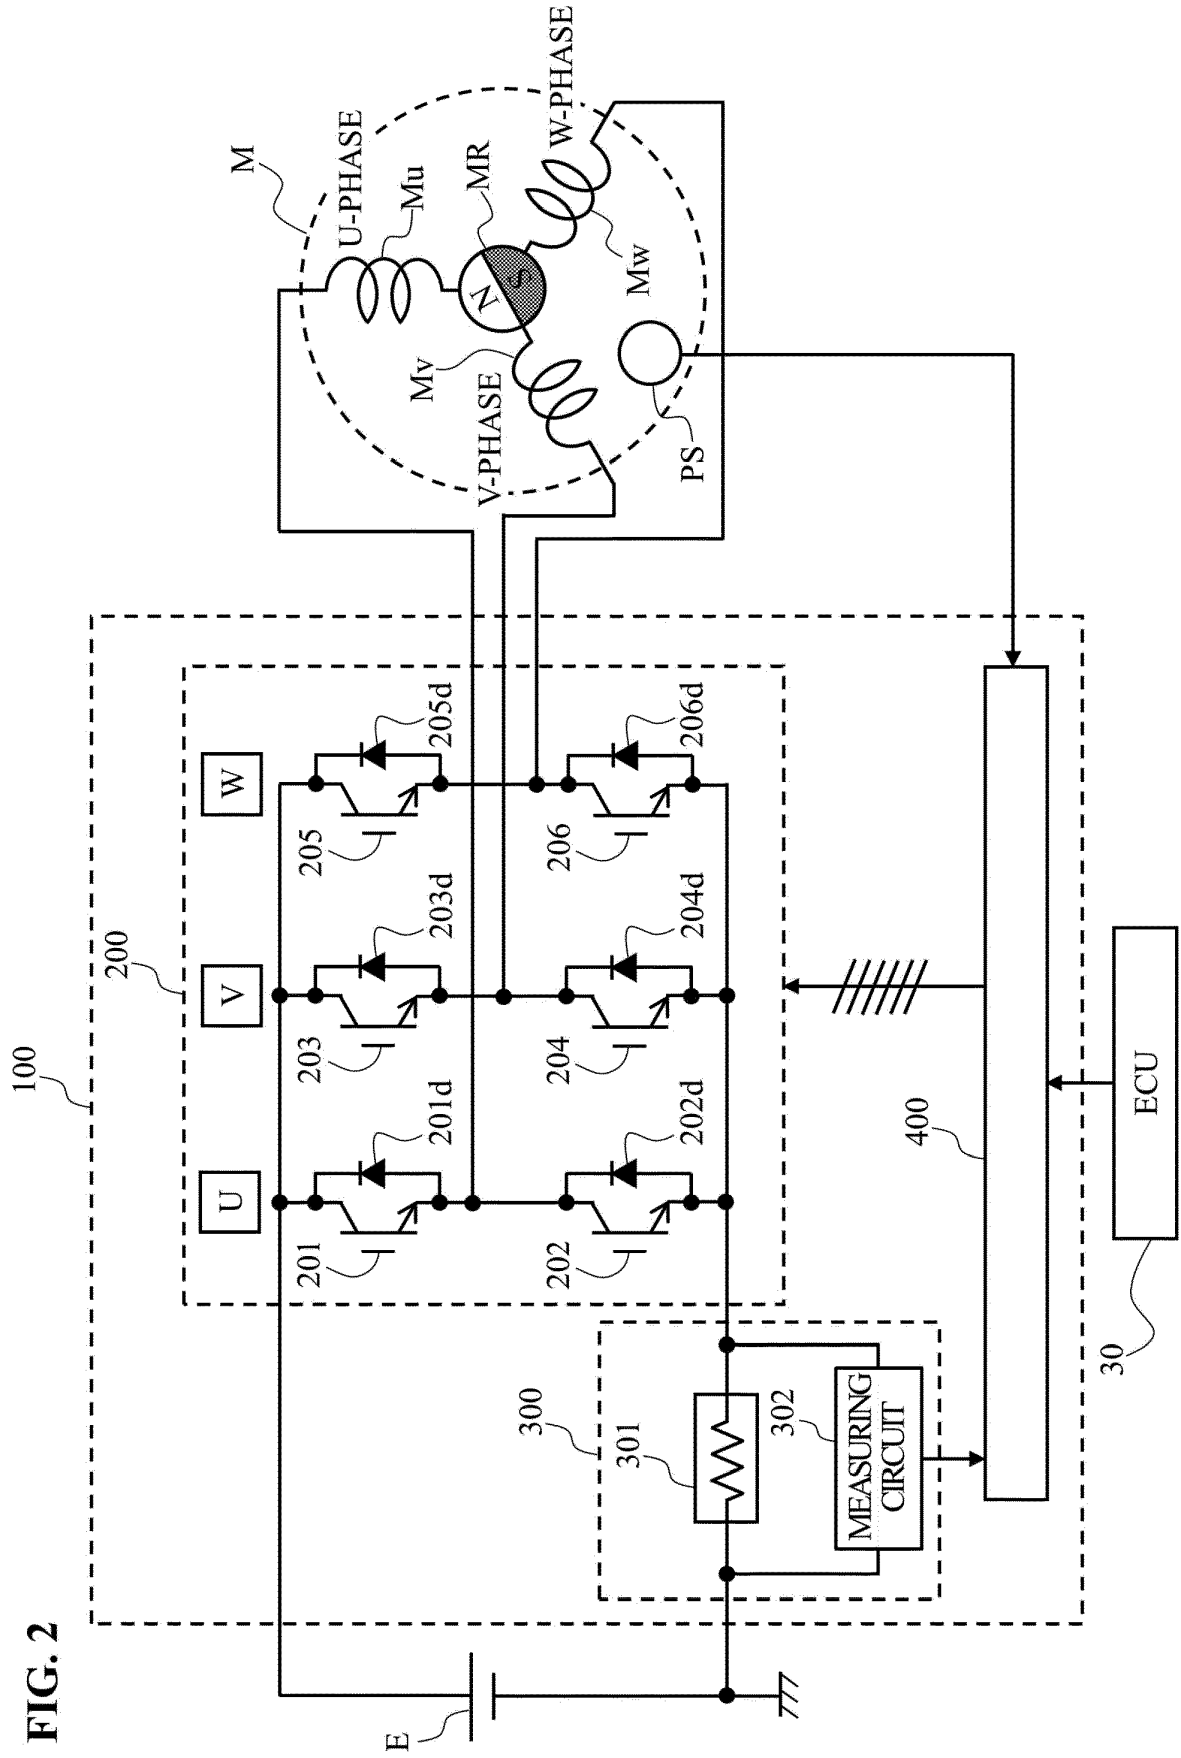 FIG. 2
100
200
U
V
W
201
201d
203
203d
205
205d
202
202d
204
204d
206
206d
E
300
301
302
MEASURING
CIRCUIT
400
ECU
30
M
U-PHASE
Mu
MR
N
S
W-PHASE
Mw
Mv
V-PHASE
PS